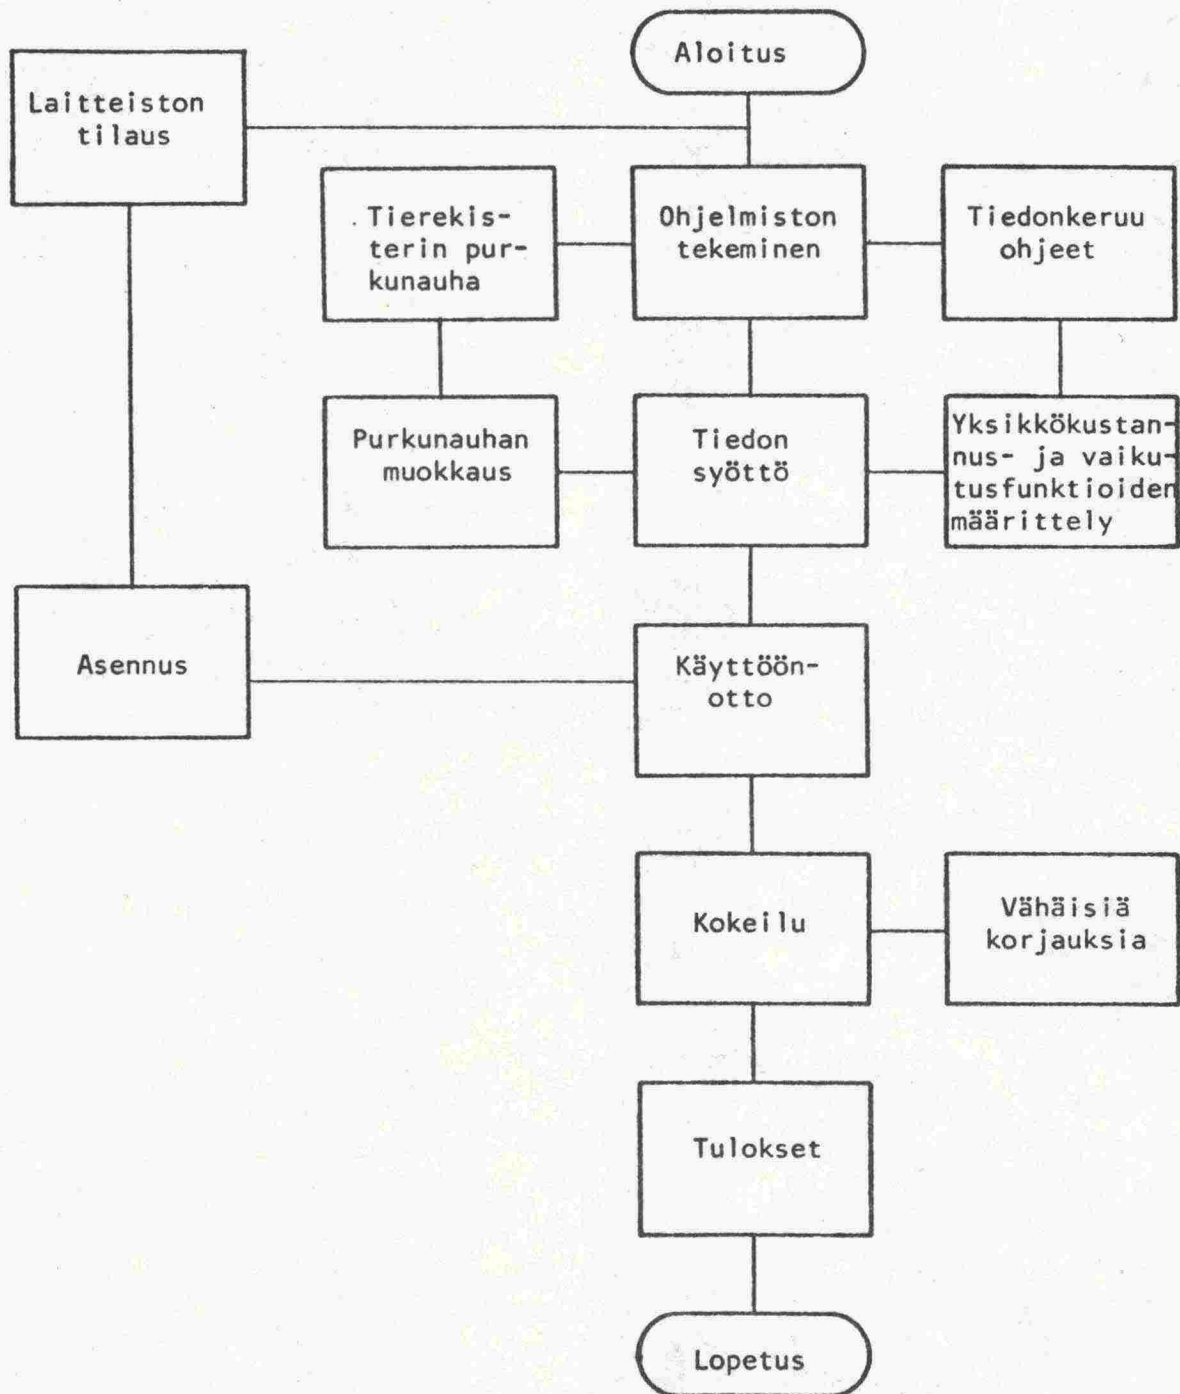 Aloitus
Laitteiston
tilaus
Tierekis-
terin pur-
kunauha
Ohjelmiston
tekeminen
Tiedonkeruu
ohjeet
Purkunauhan
muokkaus
Tiedon
syöttö
Yksikkökustan-
nus- ja vaiku-
tusfunktioiden
määrittely
Asennus
Käyttöön-
otto
Kokeilu
Vähäisiä
korjauksia
Tulokset
Lopetus